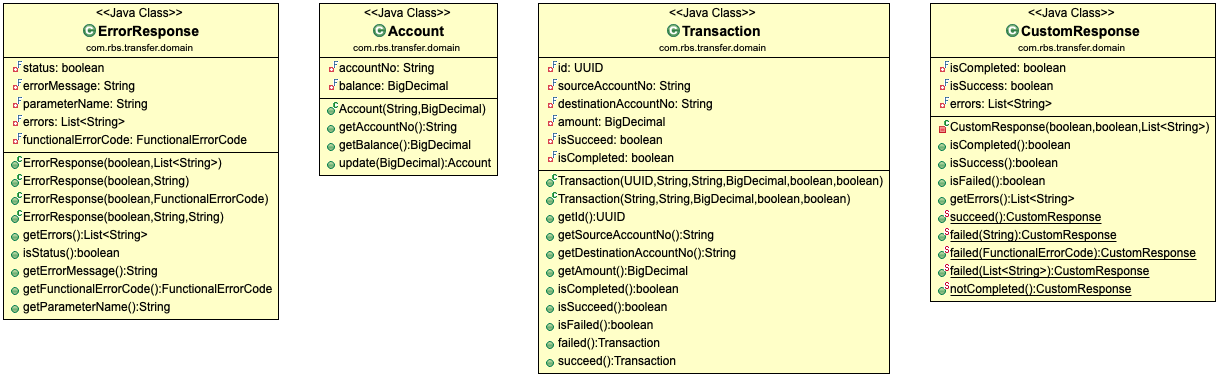 <<Java Class>>
ErrorResponse
com.rbs.transfer.domain
status: boolean
errorMessage: String
parameterName: String
errors: List<String>
functionalErrorCode: FunctionalErrorCode
ErrorResponse(boolean,List<String>)
ErrorResponse(boolean,String)
ErrorResponse(boolean,FunctionalErrorCode)
ErrorResponse(boolean,String,String)
getErrors():List<String>
isStatus():boolean
getErrorMessage():String
getFunctionalErrorCode():FunctionalErrorCode
getParameterName():String
<<Java Class>>
Account
com.rbs.transfer.domain
accountNo: String
balance: BigDecimal
Account(String,BigDecimal)
getAccountNo():String
getBalance():BigDecimal
update(BigDecimal):Account
<<Java Class>>
Transaction
com.rbs.transfer.domain
id: UUID
sourceAccountNo: String
destinationAccountNo: String
amount: BigDecimal
isSucceed: boolean
isCompleted: boolean
Transaction(UUID,String,String,BigDecimal,boolean,boolean)
Transaction(String,String,BigDecimal,boolean,boolean)
getId():UUID
getSourceAccountNo():String
getDestinationAccountNo():String
getAmount():BigDecimal
isCompleted():boolean
isSucceed():boolean
isFailed():boolean
failed():Transaction
succeed():Transaction
<<Java Class>>
CustomResponse
com.rbs.transfer.domain
isCompleted: boolean
isSuccess: boolean
errors: List<String>
CustomResponse(boolean,boolean,List<String>)
isCompleted():boolean
isSuccess():boolean
isFailed():boolean
getErrors():List<String>
succeed():CustomResponse
failed(String):CustomResponse
failed(FunctionalErrorCode):CustomResponse
failed(List<String>):CustomResponse
notCompleted():CustomResponse